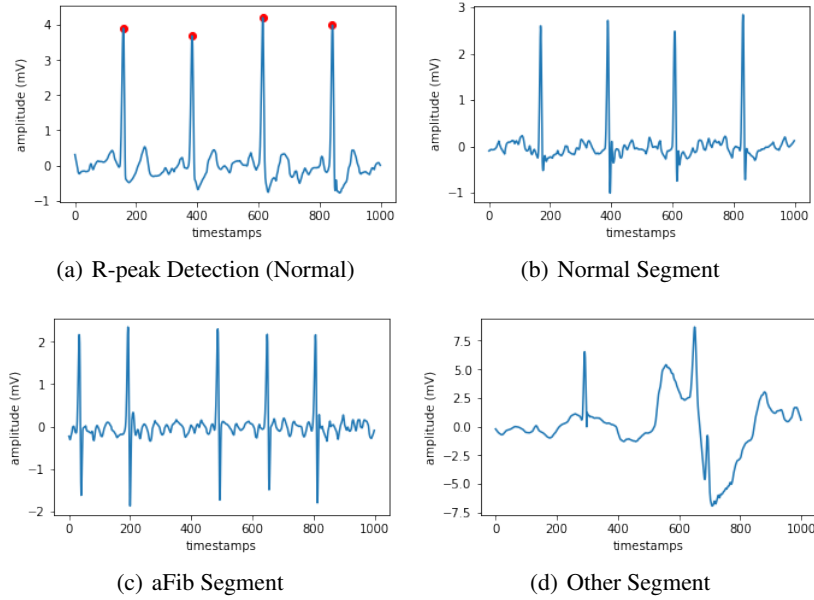 4
3
2
1
0
−1
amplitude (mV)
0 200 400 600 800 1000
timestamps
(a) R-peak Detection (Normal)
3
2
1
0
−1
amplitude (mV)
0 200 400 600 800 1000
timestamps
(b) Normal Segment
2
1
0
−1
−2
amplitude (mV)
0 200 400 600 800 1000
timestamps
(c) aFib Segment
7.5
5.0
2.5
0.0
−2.5
−5.0
−7.5
amplitude (mV)
0 200 400 600 800 1000
timestamps
(d) Other Segment